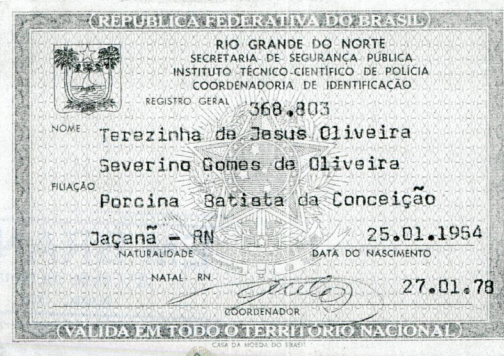 (REPÚBLICA FEDERATIVA DO BRASIL)
RIO GRANDE DO NORTE
SECRETARIA DE SEGURANÇA PÚBLICA
INSTITUTO TÉCNICO-CIENTÍFICO DE POLÍCIA
COORDENADORIA DE IDENTIFICAÇÃO
REGISTRO GERAL 368.803
NOME Terezinha de Jesus Oliveira
Severino Gomes de Oliveira
FILIAÇÃO
Porcina Batista da Conceição
Jaçanã - RN 25.01.1954
NATURALIDADE DATA DO NASCIMENTO
NATAL- RN. 27.01.78
COORDENADOR
(VALIDA EM TODO O TERRITÓRIO NACIONAL)
CASA DA MOEDA DO BRASIL